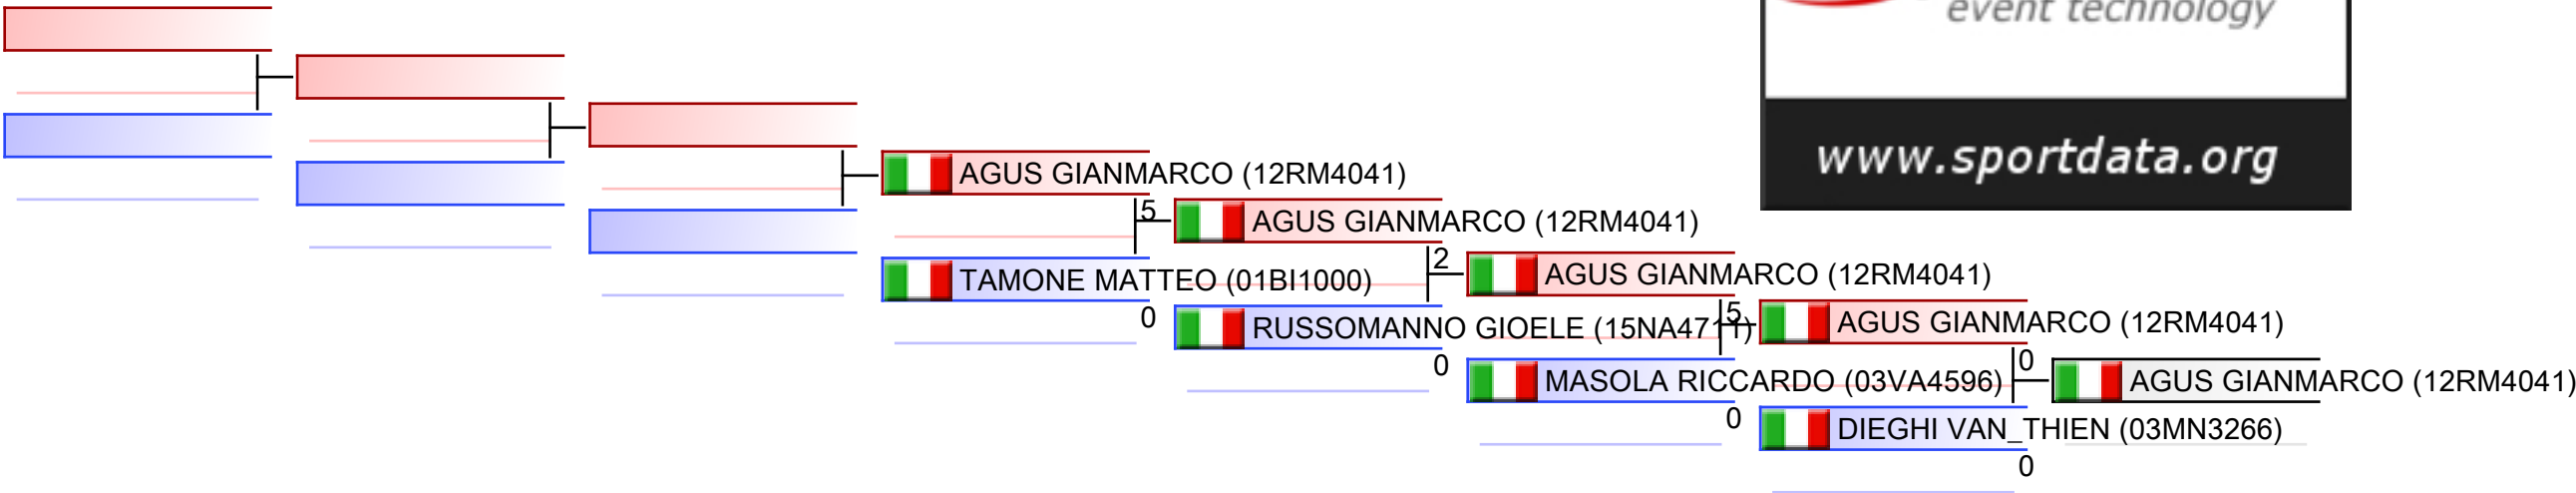 event technology
www.sportdata.org
AGUS GIANMARCO (12RM4041)
5
AGUS GIANMARCO (12RM4041)
TAMONE MATTEO (01BI1000)
0
2
AGUS GIANMARCO (12RM4041)
RUSSOMANNO GIOELE (15NA4711)
0
5
AGUS GIANMARCO (12RM4041)
MASOLA RICCARDO (03VA4596)
0
0
AGUS GIANMARCO (12RM4041)
DIEGHI VAN_THIEN (03MN3266)
0